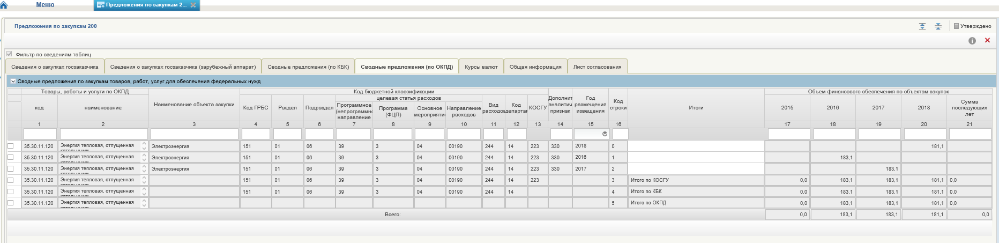 Меню
Предложения по закупкам 2...
Предложения по закупкам 200
Утверждено
Фильтр по сведениям таблиц
Сведения о закупках госзаказчика Сведения о закупках госзаказчика (зарубежный аппарат) Сводные предложения (по КБК) Сводные предложения (по ОКПД) Курсы валют Общая информация Лист согласования
Сводные предложения по закупкам товаров, работ, услуг для обеспечения федеральных нужд
Товары, работы и услуги по ОКПД
код
наименование
Наименование объекта закупки
Код бюджетной классификации
Код ГРБС
Раздел
Подраздел
целевая статья расходов
Программное
(непрограммно
направление
Программа
(ФЦП)
Основное
мероприятие
Направление
расходов
Вид
расходов
Код
департам
КОСГУ
Дополнит
аналитич
признак
Год
размещения
извещения
Код
строки
Итоги
Объем финансового обеспечения по объектам закупок
2015
2016
2017
2018
Сумма
последующих
лет
1 2 3 4 5 6 7 8 9 10 11 12 13 14 15 16 17 18 19 20 21
35.30.11.120 Энергия тепловая, отпущенная котельными Электроэнергия 151 01 06 39 3 04 00190 244 14 223 330 2018 0 181,1
35.30.11.120 Энергия тепловая, отпущенная котельными Электроэнергия 151 01 06 39 3 04 00190 244 14 223 330 2016 1 183,1
35.30.11.120 Энергия тепловая, отпущенная котельными Электроэнергия 151 01 06 39 3 04 00190 244 14 223 330 2017 2 183,1
35.30.11.120 Энергия тепловая, отпущенная котельными 151 01 06 39 3 04 00190 244 14 223 3 Итого по КОСГУ 0,0 183,1 183,1 181,1 0,0
35.30.11.120 Энергия тепловая, отпущенная котельными 151 01 06 39 3 04 00190 244 14 4 Итого по КБК 0,0 183,1 183,1 181,1 0,0
35.30.11.120 Энергия тепловая, отпущенная котельными 5 Итого по ОКПД 0,0 183,1 183,1 181,1 0,0
Всего: 0,0 183,1 183,1 181,1 0,0